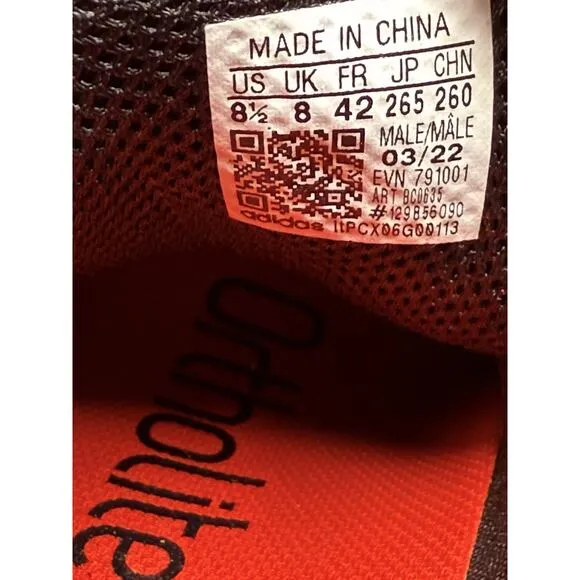 MADE IN CHINA
US UK FR JP CHN
8½ 8 42 265 260
MALE/MÂLE
03/22
EVN 791001
ART BC0635
#129856090
adidas 1tPCX06G00113
Ortholite